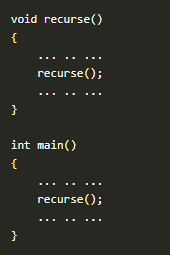 void recurse()
{
    ... .. ...
    recurse();
    ... .. ...
}

int main()
{
    ... .. ...
    recurse();
    ... .. ...
}